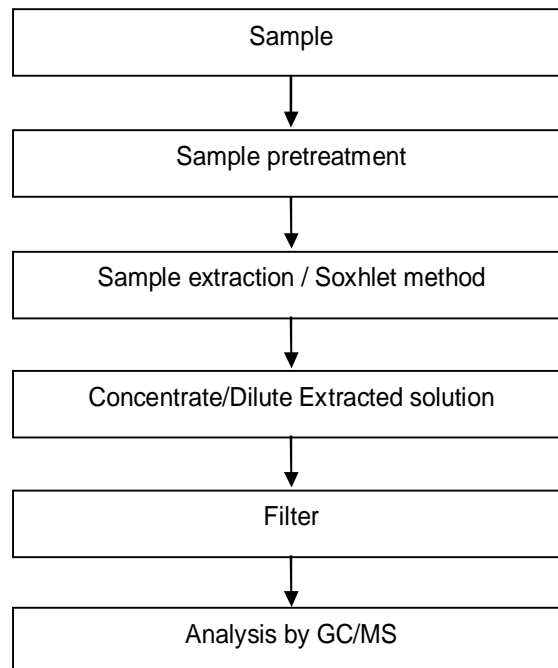 Sample
Sample pretreatment
Sample extraction / Soxhlet method
Concentrate/Dilute Extracted solution
Filter
Analysis by GC/MS